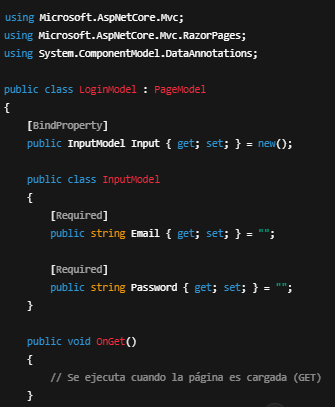 using Microsoft.AspNetCore.Mvc;
using Microsoft.AspNetCore.Mvc.RazorPages;
using System.ComponentModel.DataAnnotations;
public class LoginModel : PageModel
{
[BindProperty]
public InputModel Input { get; set; } = new();
public class InputModel
{
[Required]
public string Email { get; set; } = "";
[Required]
public string Password { get; set; } = "";
}
public void OnGet()
{
// Se ejecuta cuando la página es cargada (GET)
}